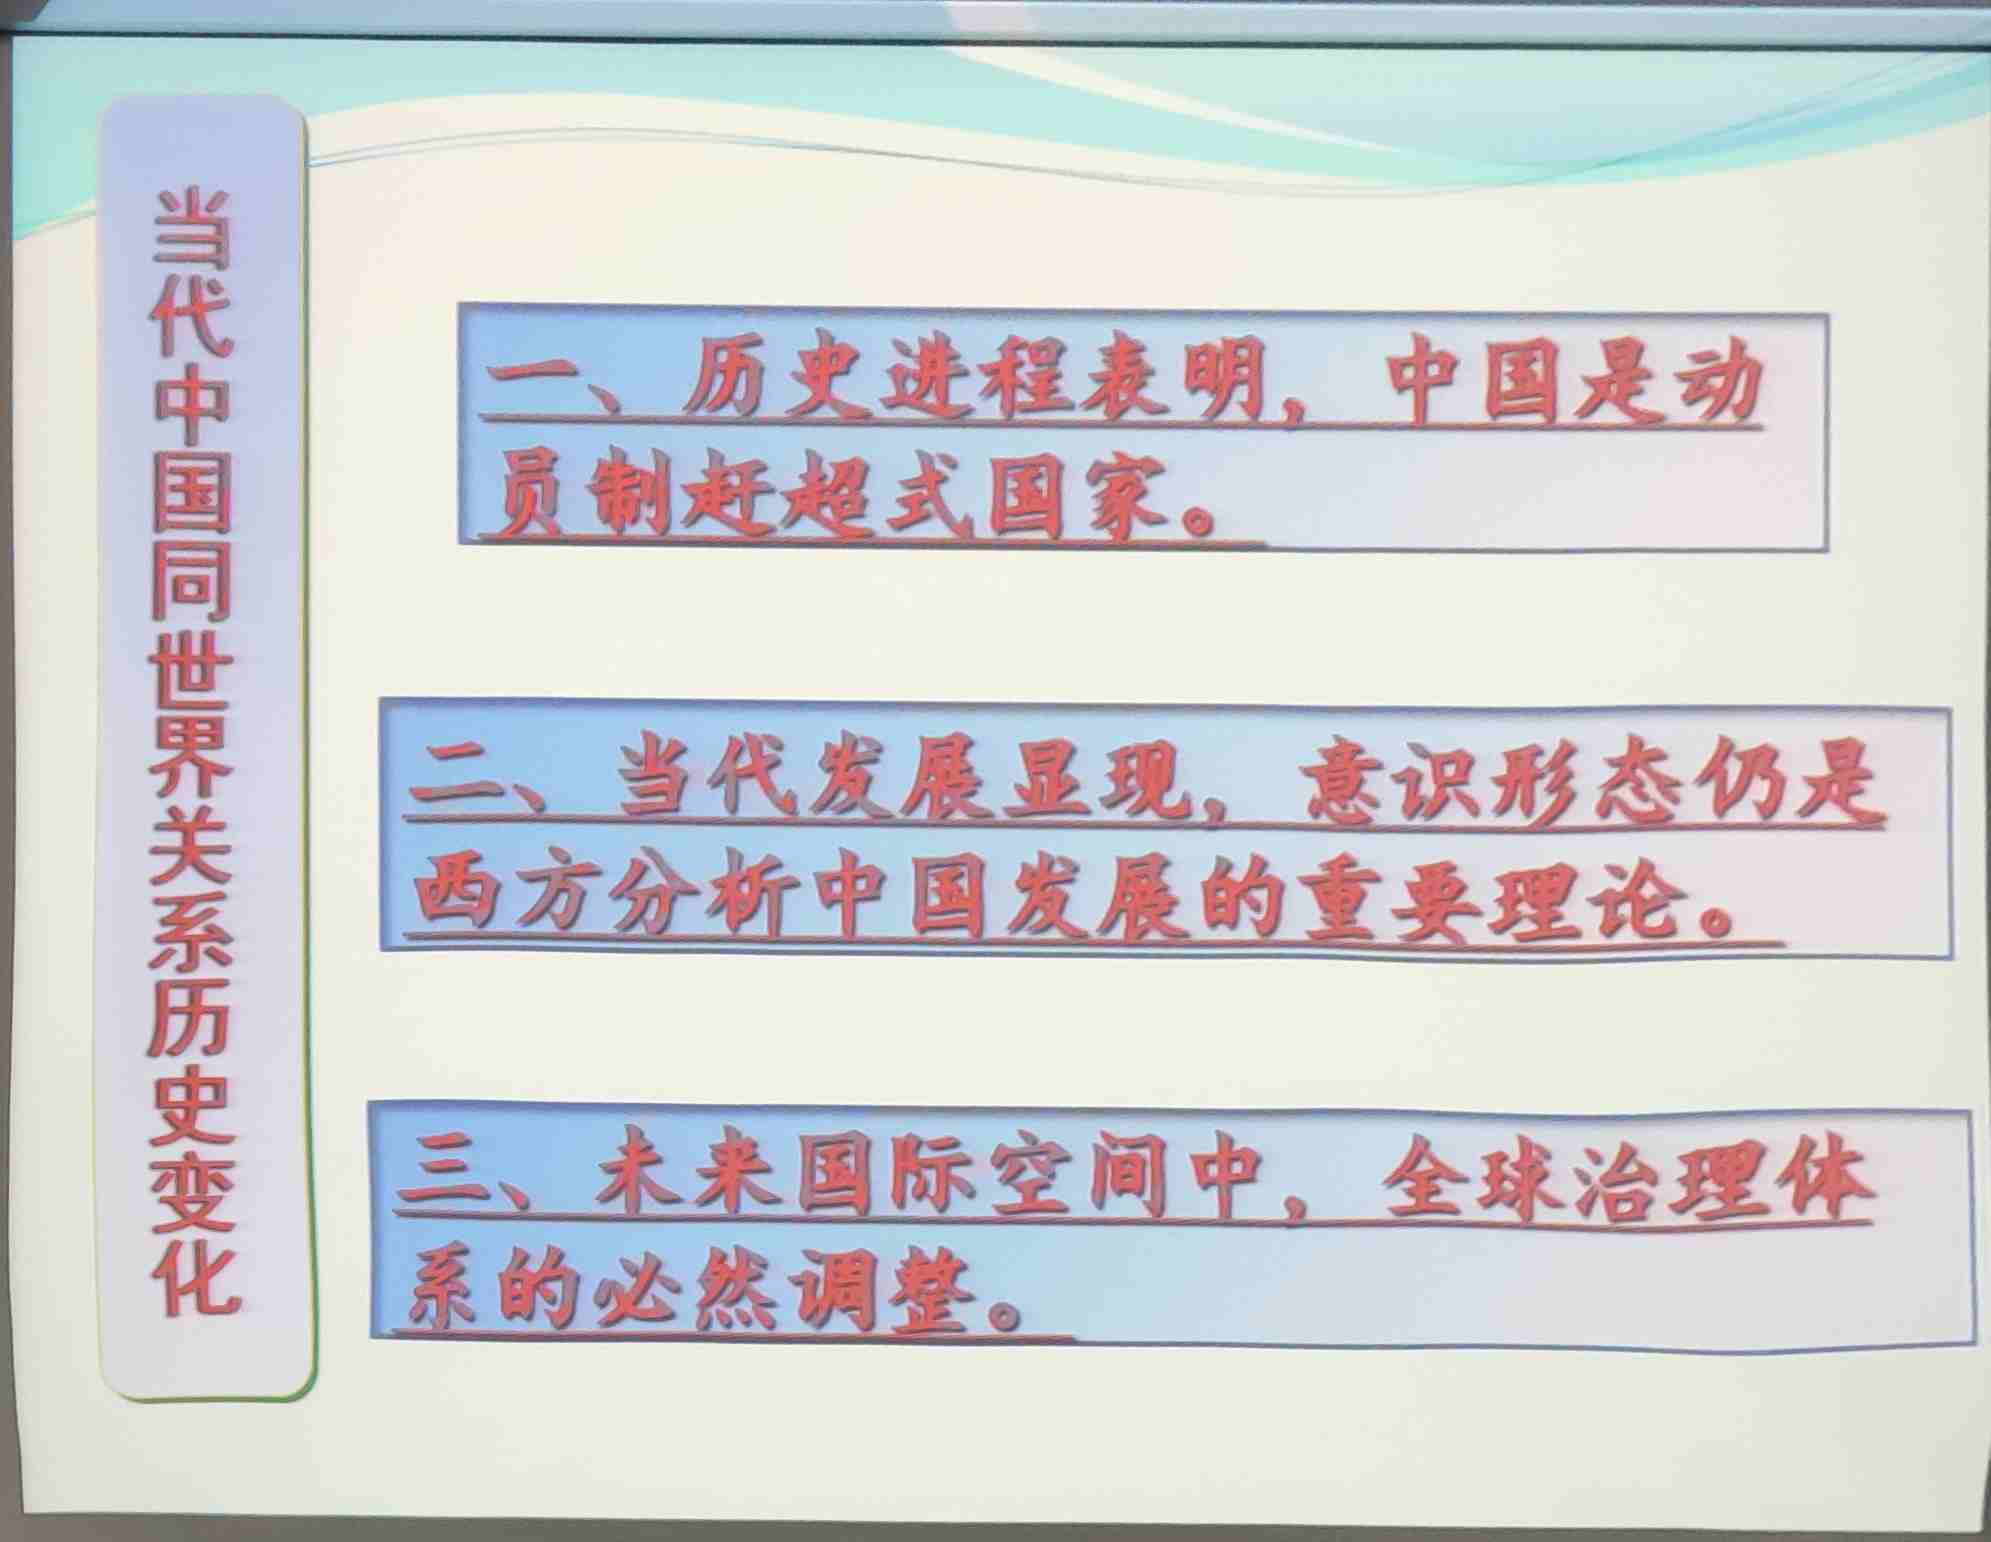 当代中国同世界关系历史变化
一、历史进程表明，中国是动
员制赶超式国家。
二、当代发展显现，意识形态仍是
西方分析中国发展的重要理论。
三、未来国际空间中，全球治理体
系的必然调整。